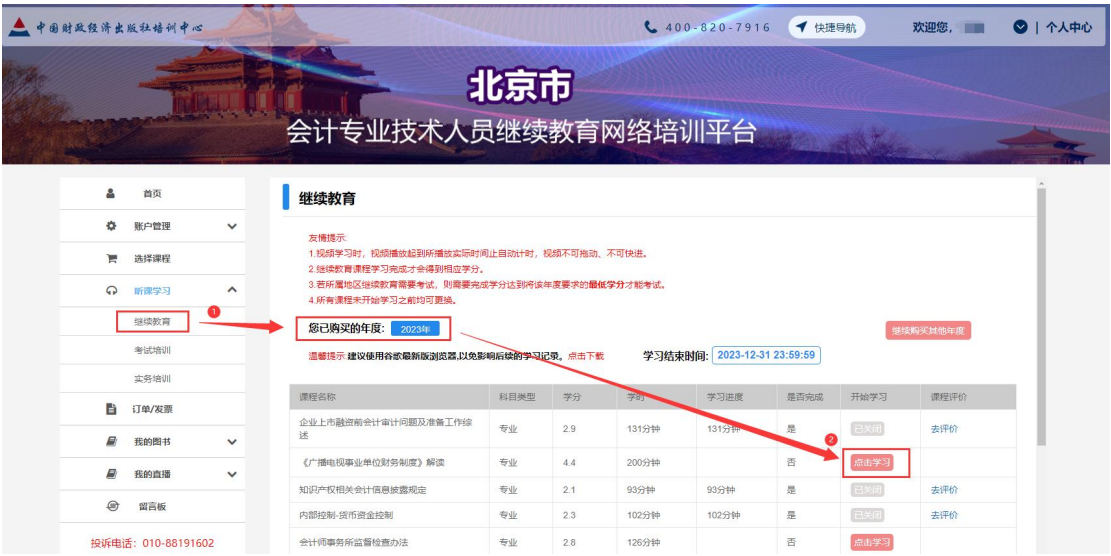 中国财政经济出版社培训中心
400-820-7916 快捷导航 欢迎您, | 个人中心
北京市
会计专业技术人员继续教育网络培训平台
首页
账户管理
选择课程
听课学习
继续教育
考试培训
实务培训
订单/发票
我的图书
我的直播
留言板
投诉电话: 010-88191602
继续教育
友情提示:
1.视频学习时，视频播放起到所播放实际时间止自动计时，视频不可拖动、不可快进。
2.继续教育课程学习完成才会得到相应学分。
3.若所属地区继续教育需要考试，则需要完成学分达到将该年度要求的最低学分才能考试。
4.所有课程未开始学习之前均可更换。
1
您已购买的年度: 2023年
继续购买其他年度
温馨提示:建议使用谷歌最新版浏览器,以免影响后续的学习记录。点击下载 学习结束时间: 2023-12-31 23:59:59
课程名称 科目类型 学分 学时 学习进度 是否完成 开始学习 课程评价
企业上市融资前会计审计问题及准备工作综述 专业 2.9 131分钟 131分钟 是 已关闭 去评价
2
《广播电视事业单位财务制度》解读 专业 4.4 200分钟 否 点击学习
知识产权相关会计信息披露规定 专业 2.1 93分钟 93分钟 是 已关闭 去评价
内部控制-货币资金控制 专业 2.3 102分钟 102分钟 是 已关闭 去评价
会计师事务所监督检查办法 专业 2.8 126分钟 否 点击学习